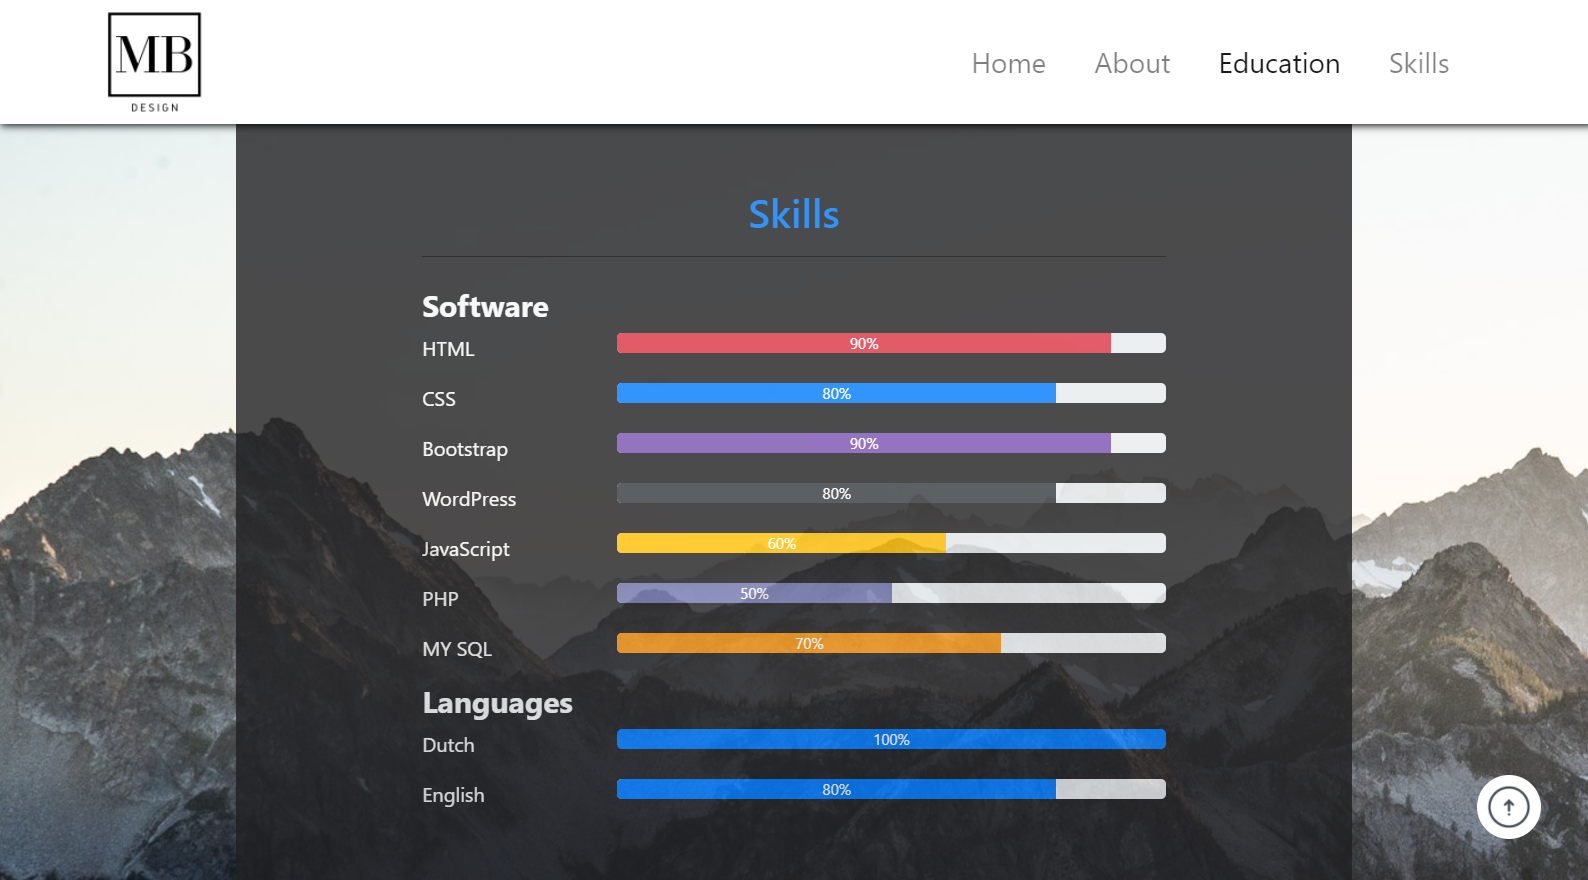 MB
DESIGN
Home About Education Skills
Skills
Software
HTML 90%
CSS 80%
Bootstrap 90%
WordPress 80%
JavaScript 60%
PHP 50%
MY SQL 70%
Languages
Dutch 100%
English 80%